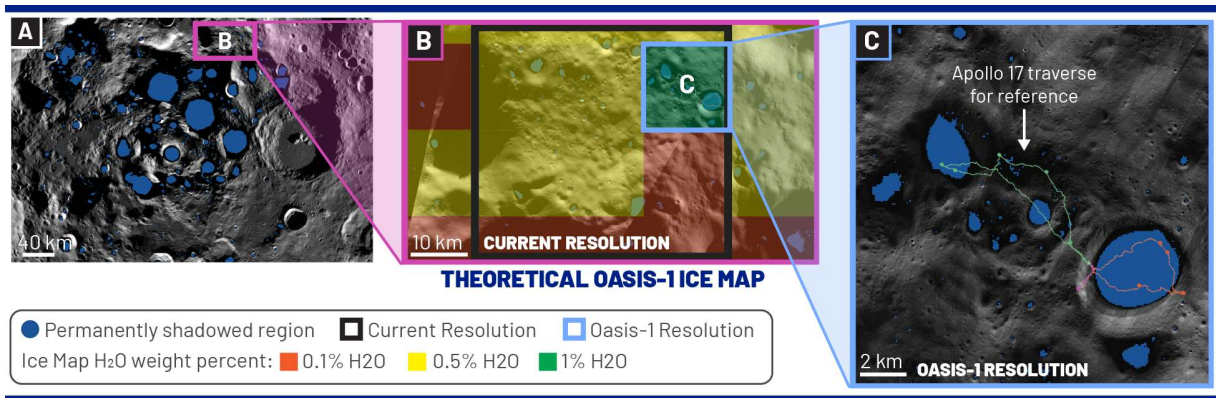 A
B
40 km
B
C
10 km
CURRENT RESOLUTION
THEORETICAL OASIS-1 ICE MAP
C
Apollo 17 traverse
for reference
2 km
OASIS-1 RESOLUTION
Permanently shadowed region
Current Resolution
Oasis-1 Resolution
Ice Map H2O weight percent:
0.1% H2O
0.5% H2O
1% H2O